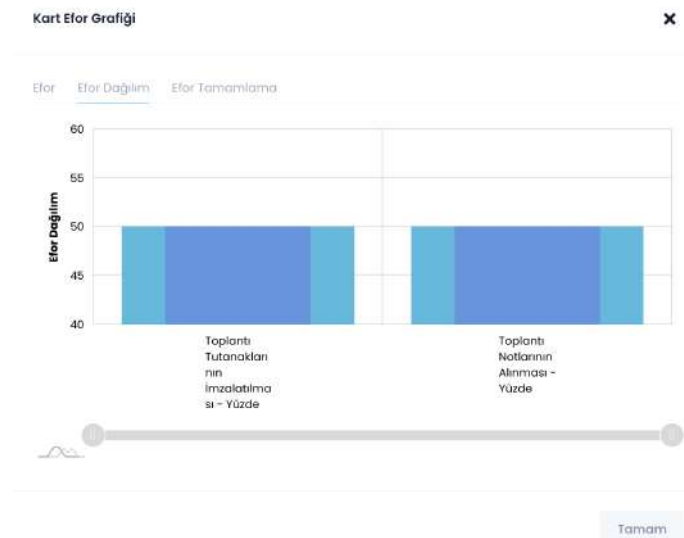 Kart Efor Grafiği
Efor Efor Dağılım Efor Tamamlama
60
55
50
45
40
Efor Dağılım
Toplantı
Tutanakları
nın
İmzalatılma
sı - Yüzde
Toplantı
Notlarının
Alınması -
Yüzde
Tamam